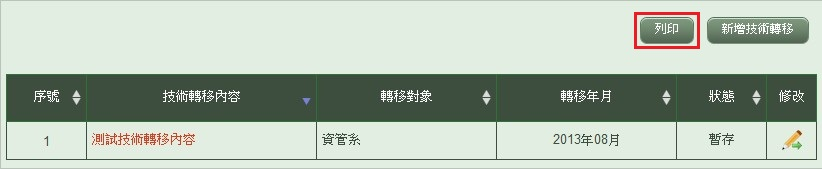 列印 新增技術轉移
序號 技術轉移內容 轉移對象 轉移年月 狀態 修改
1 測試技術轉移內容 資管系 2013年08月 暫存